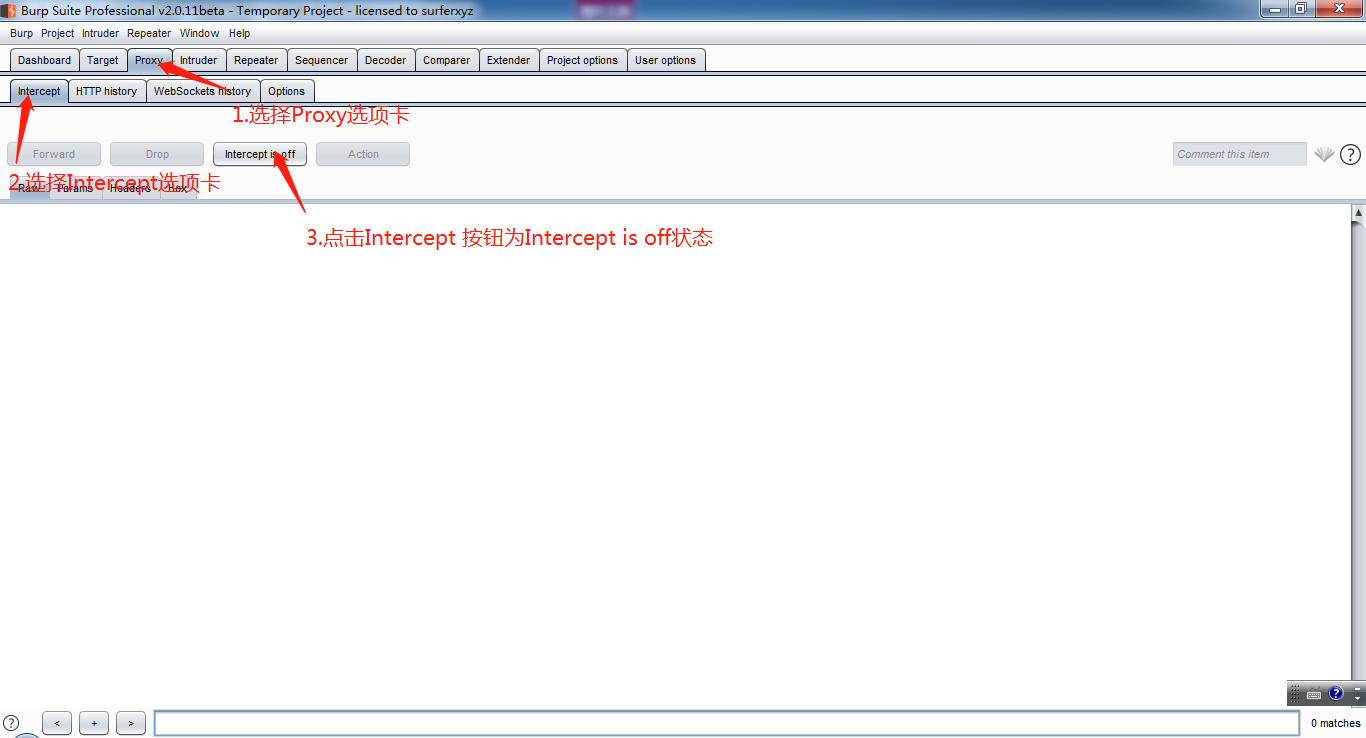 Burp Suite Professional v2.0.11beta - Temporary Project - licensed to surferxyz
Burp Project Intruder Repeater Window Help
Dashboard Target Proxy Intruder Repeater Sequencer Decoder Comparer Extender Project options User options
Intercept HTTP history WebSockets history Options
1.选择Proxy选项卡
Forward Drop Intercept is off Action Comment this item ?
2.选择Intercept选项卡
Raw Params Headers Hex
3.点击Intercept 按钮为Intercept is off状态
?
? < + > 0 matches